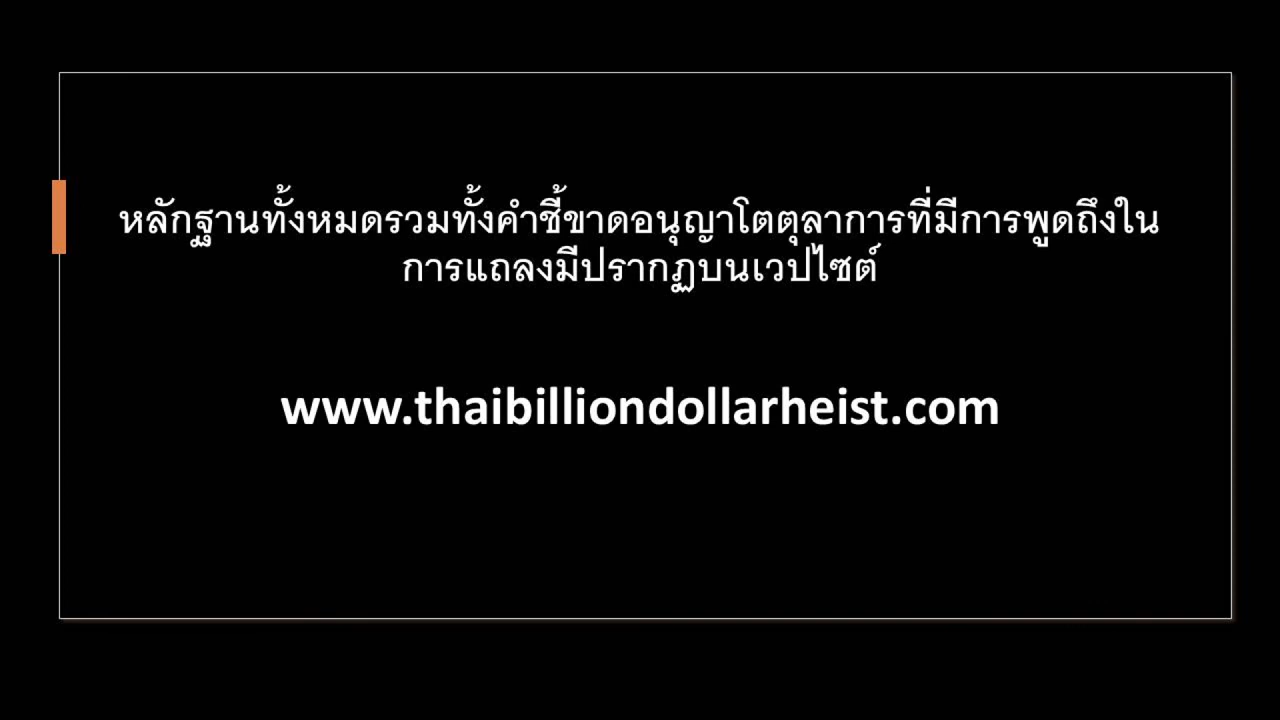 หลักฐานทั้งหมดรวมทั้งคำชี้ขาดอนุญาโตตุลาการที่มีการพูดถึงใน
การแถลงมีปรากฏบนเวปไซต์
www.thaibilliondollarheist.com